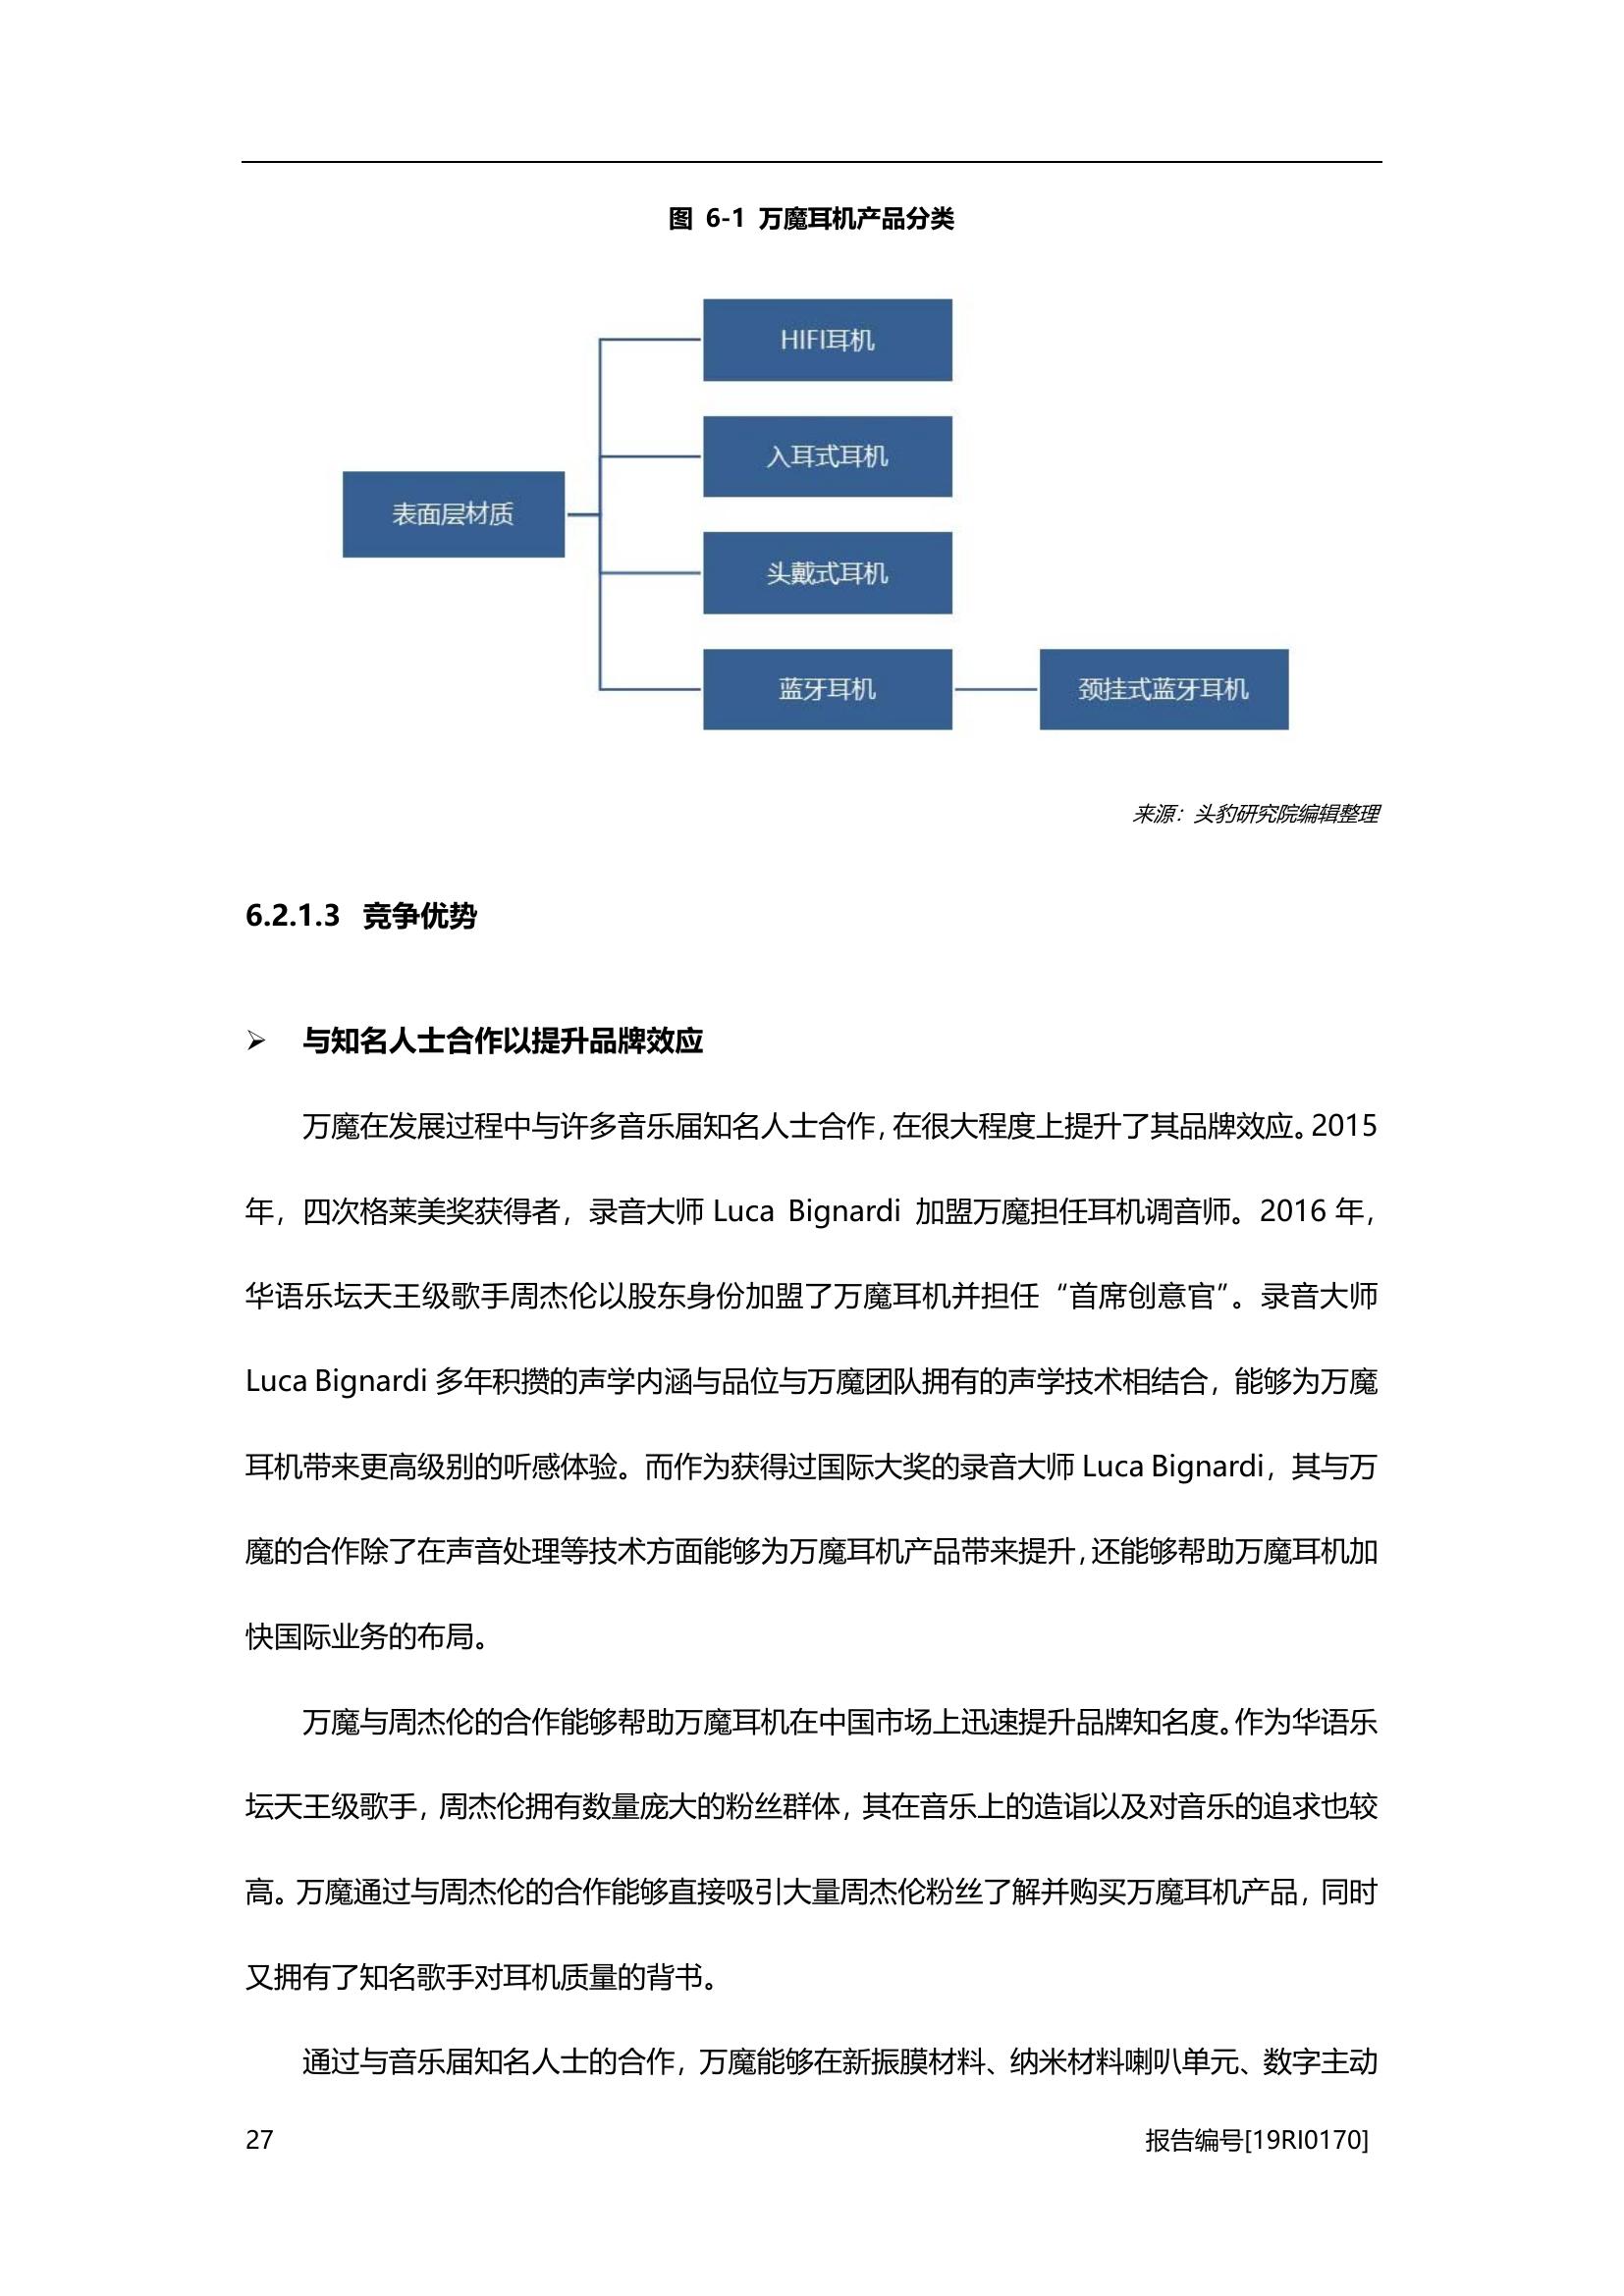 图 6-1 万魔耳机产品分类
HIFI耳机
入耳式耳机
表面层材质
头戴式耳机
蓝牙耳机
颈挂式蓝牙耳机
来源：头豹研究院编辑整理
6.2.1.3 竞争优势
➢ 与知名人士合作以提升品牌效应
万魔在发展过程中与许多音乐届知名人士合作，在很大程度上提升了其品牌效应。2015
年，四次格莱美奖获得者，录音大师 Luca Bignardi 加盟万魔担任耳机调音师。2016 年，
华语乐坛天王级歌手周杰伦以股东身份加盟了万魔耳机并担任“首席创意官”。录音大师
Luca Bignardi 多年积攒的声学内涵与品位与万魔团队拥有的声学技术相结合，能够为万魔
耳机带来更高级别的听感体验。而作为获得过国际大奖的录音大师 Luca Bignardi，其与万
魔的合作除了在声音处理等技术方面能够为万魔耳机产品带来提升，还能够帮助万魔耳机加
快国际业务的布局。
万魔与周杰伦的合作能够帮助万魔耳机在中国市场上迅速提升品牌知名度。作为华语乐
坛天王级歌手，周杰伦拥有数量庞大的粉丝群体，其在音乐上的造诣以及对音乐的追求也较
高。万魔通过与周杰伦的合作能够直接吸引大量周杰伦粉丝了解并购买万魔耳机产品，同时
又拥有了知名歌手对耳机质量的背书。
通过与音乐届知名人士的合作，万魔能够在新振膜材料、纳米材料喇叭单元、数字主动
27
报告编号[19RI0170]